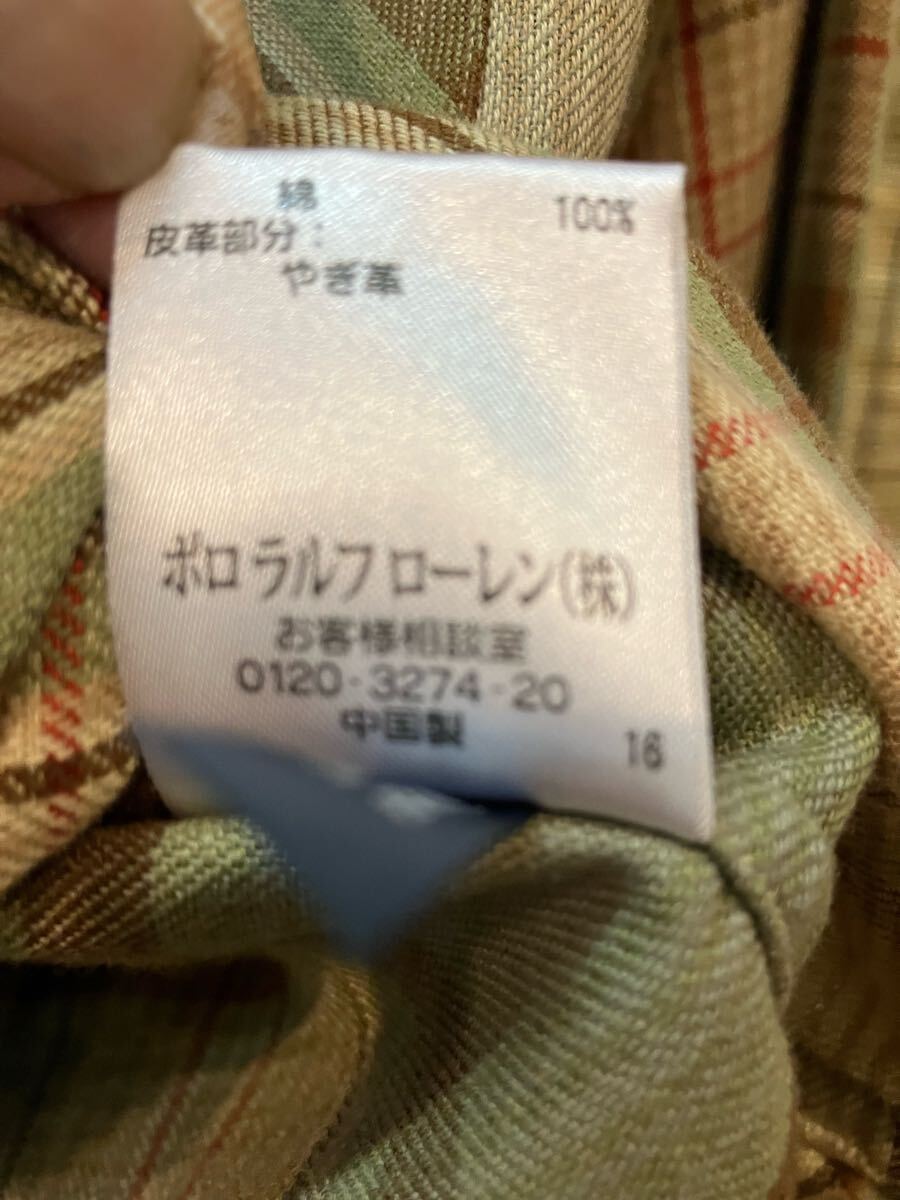 綿 100%
皮革部分：
やぎ革
ポロ ラルフ ローレン(株)
お客様相談室
0120・3274・20
中国製
16